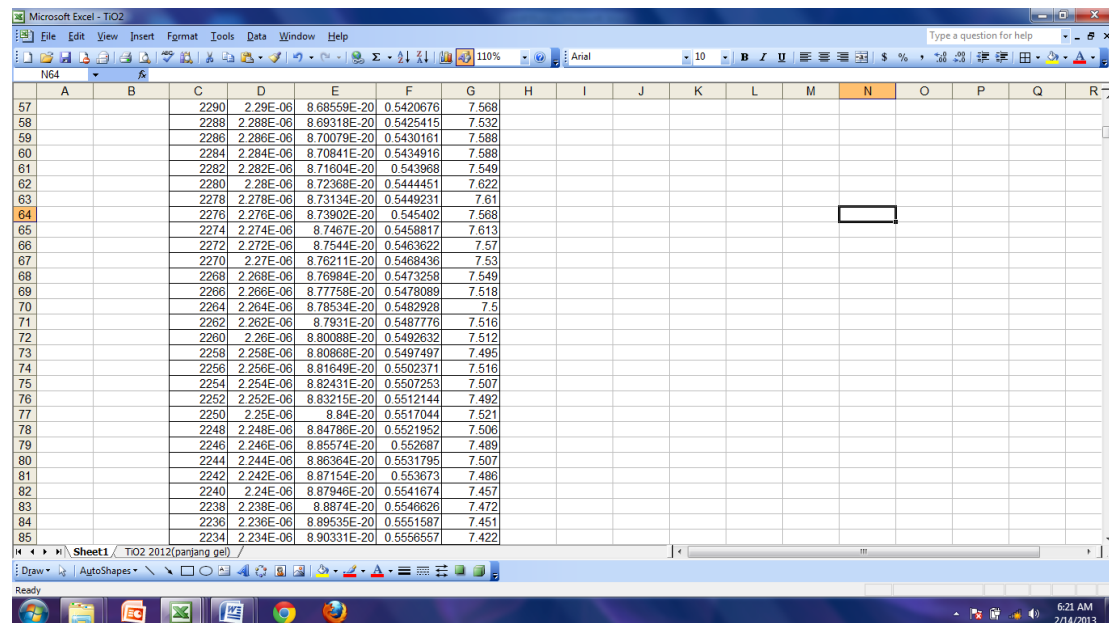 Microsoft Excel - TiO2
File Edit View Insert Format Tools Data Window Help Type a question for help
110% Arial 10 B I U $ % ,
N64 fx
A B C D E F G H I J K L M N O P Q R
57 2290 2.29E-06 8.68559E-20 0.5420676 7.568
58 2288 2.288E-06 8.69318E-20 0.5425415 7.532
59 2286 2.286E-06 8.70079E-20 0.5430161 7.588
60 2284 2.284E-06 8.70841E-20 0.5434916 7.588
61 2282 2.282E-06 8.71604E-20 0.543968 7.549
62 2280 2.28E-06 8.72368E-20 0.5444451 7.622
63 2278 2.278E-06 8.73134E-20 0.5449231 7.61
64 2276 2.276E-06 8.73902E-20 0.545402 7.568
65 2274 2.274E-06 8.7467E-20 0.5458817 7.613
66 2272 2.272E-06 8.7544E-20 0.5463622 7.57
67 2270 2.27E-06 8.76211E-20 0.5468436 7.53
68 2268 2.268E-06 8.76984E-20 0.5473258 7.549
69 2266 2.266E-06 8.77758E-20 0.5478089 7.518
70 2264 2.264E-06 8.78534E-20 0.5482928 7.5
71 2262 2.262E-06 8.7931E-20 0.5487776 7.516
72 2260 2.26E-06 8.80088E-20 0.5492632 7.512
73 2258 2.258E-06 8.80868E-20 0.5497497 7.495
74 2256 2.256E-06 8.81649E-20 0.5502371 7.516
75 2254 2.254E-06 8.82431E-20 0.5507253 7.507
76 2252 2.252E-06 8.83215E-20 0.5512144 7.492
77 2250 2.25E-06 8.84E-20 0.5517044 7.521
78 2248 2.248E-06 8.84786E-20 0.5521952 7.506
79 2246 2.246E-06 8.85574E-20 0.552687 7.489
80 2244 2.244E-06 8.86364E-20 0.5531795 7.507
81 2242 2.242E-06 8.87154E-20 0.553673 7.486
82 2240 2.24E-06 8.87946E-20 0.5541674 7.457
83 2238 2.238E-06 8.8874E-20 0.5546626 7.472
84 2236 2.236E-06 8.89535E-20 0.5551587 7.451
85 2234 2.234E-06 8.90331E-20 0.5556557 7.422
Sheet1 TiO2 2012(panjang gel)
Draw AutoShapes
Ready
6:21 AM
2/14/2013